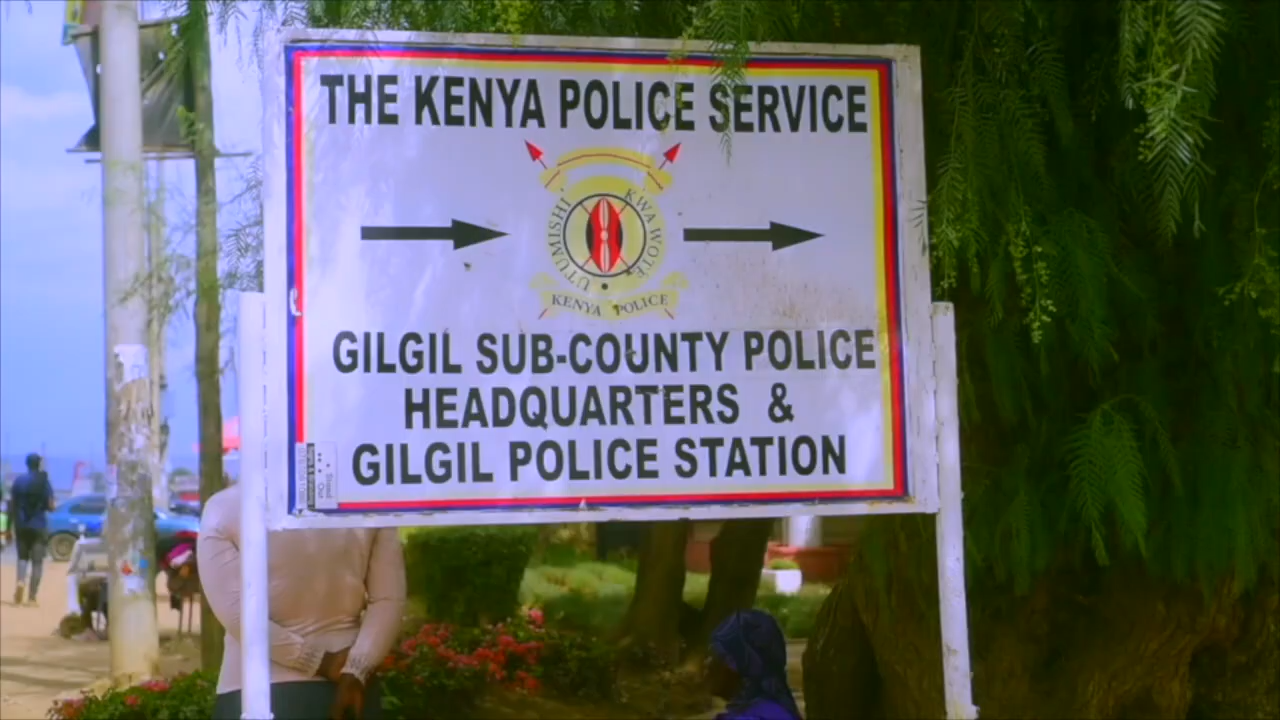 THE KENYA POLICE SERVICE
UTUMISHI KWA WOTE
KENYA POLICE
GILGIL SUB-COUNTY POLICE
HEADQUARTERS &
GILGIL POLICE STATION